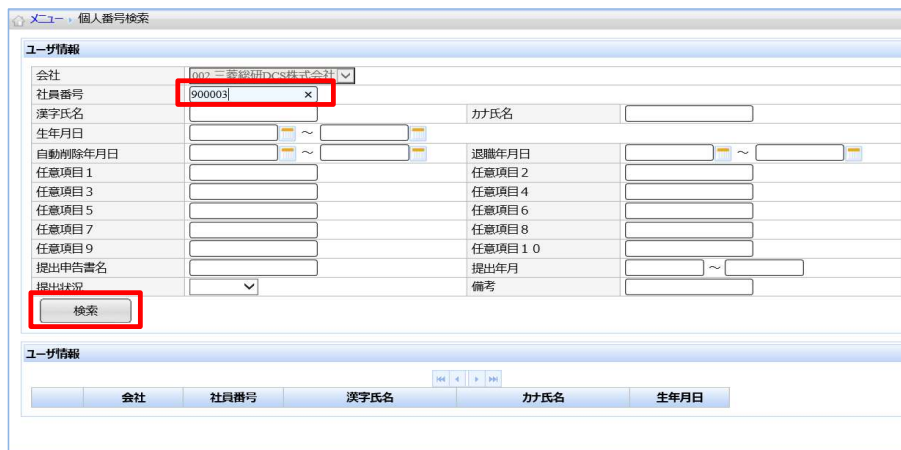 メニュー › 個人番号検索
ユーザ情報
会社 002 三菱総研DCS株式会社
社員番号 900003 ×
漢字氏名 カナ氏名
生年月日 ～
自動削除年月日 ～ 退職年月日 ～
任意項目1 任意項目2
任意項目3 任意項目4
任意項目5 任意項目6
任意項目7 任意項目8
任意項目9 任意項目10
提出申告書名 提出年月 ～
提出状況 備考
検索
ユーザ情報
会社 社員番号 漢字氏名 カナ氏名 生年月日